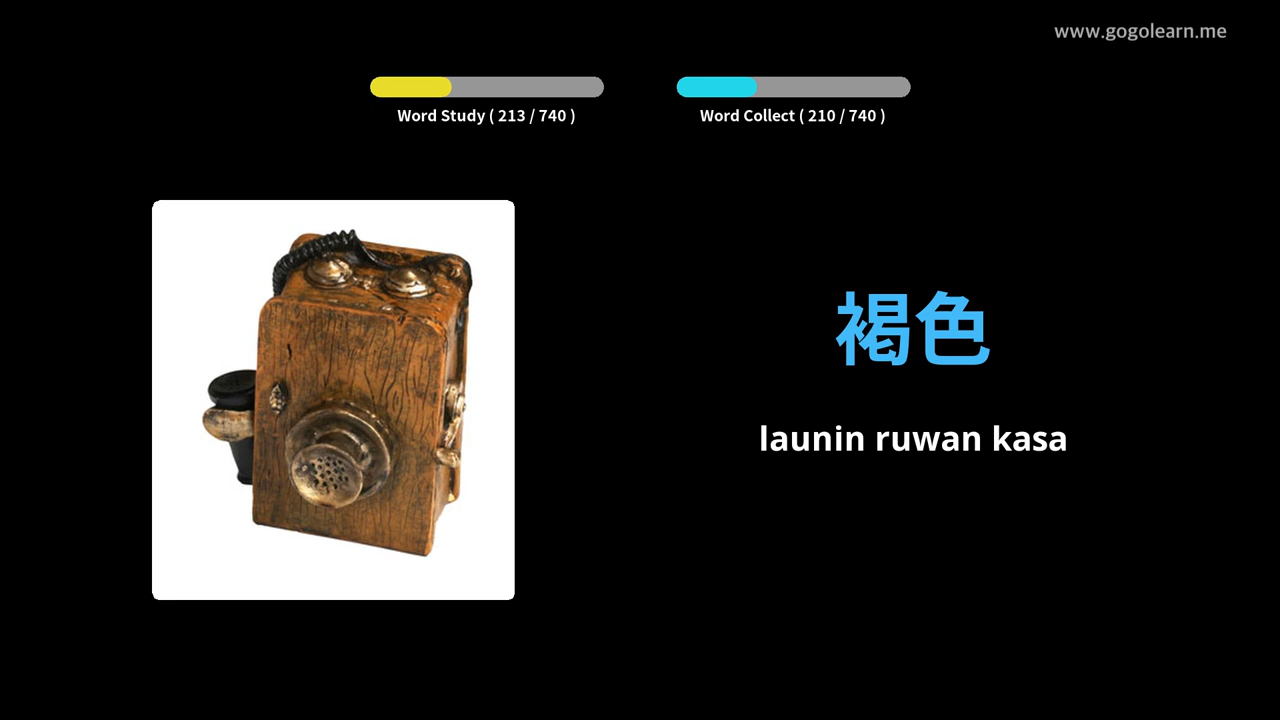 www.gogolearn.me
Word Study ( 213 / 740 )
Word Collect ( 210 / 740 )
褐色
launin ruwan kasa